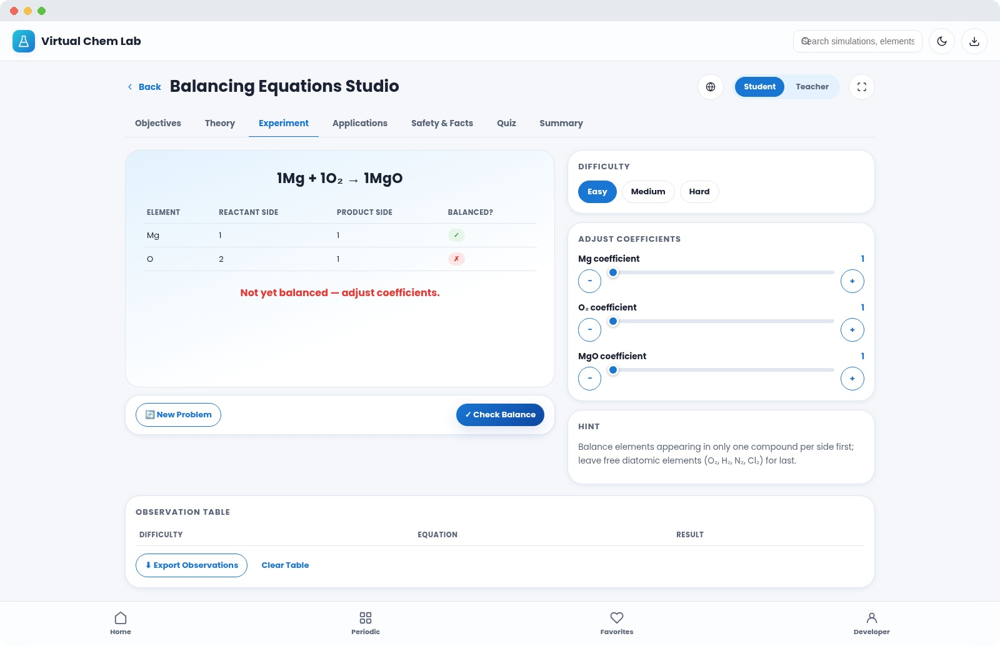 Virtual Chem Lab
Search simulations, elements
Back
Balancing Equations Studio
Student
Teacher
Objectives
Theory
Experiment
Applications
Safety & Facts
Quiz
Summary
1Mg + 1O₂ → 1MgO
ELEMENT REACTANT SIDE PRODUCT SIDE BALANCED?
Mg 1 1 ✓
O 2 1 ✗
Not yet balanced — adjust coefficients.
New Problem
✓ Check Balance
DIFFICULTY
Easy
Medium
Hard
ADJUST COEFFICIENTS
Mg coefficient 1
- +
O₂ coefficient 1
- +
MgO coefficient 1
- +
HINT
Balance elements appearing in only one compound per side first;
leave free diatomic elements (O₂, H₂, N₂, Cl₂) for last.
OBSERVATION TABLE
DIFFICULTY EQUATION RESULT
⬇ Export Observations
Clear Table
Home
Periodic
Favorites
Developer